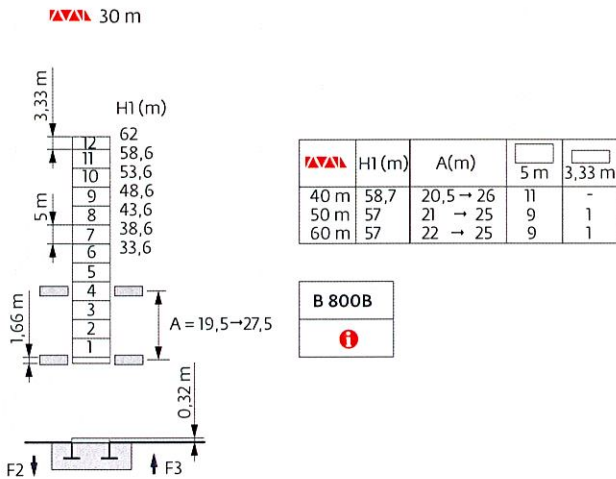 30 m
3,33 m
H1 (m)
12 62
11 58,6
10 53,6
9 48,6
8 43,6
7 38,6
6 33,6
5
4
3
2
1
5 m
1,66 m
A = 19,5→27,5
0,32 m
F2 F3
H1 (m) A(m) 5 m 3,33 m
40 m 58,7 20,5 → 26 11 -
50 m 57 21 → 25 9 1
60 m 57 22 → 25 9 1
B 800B
i